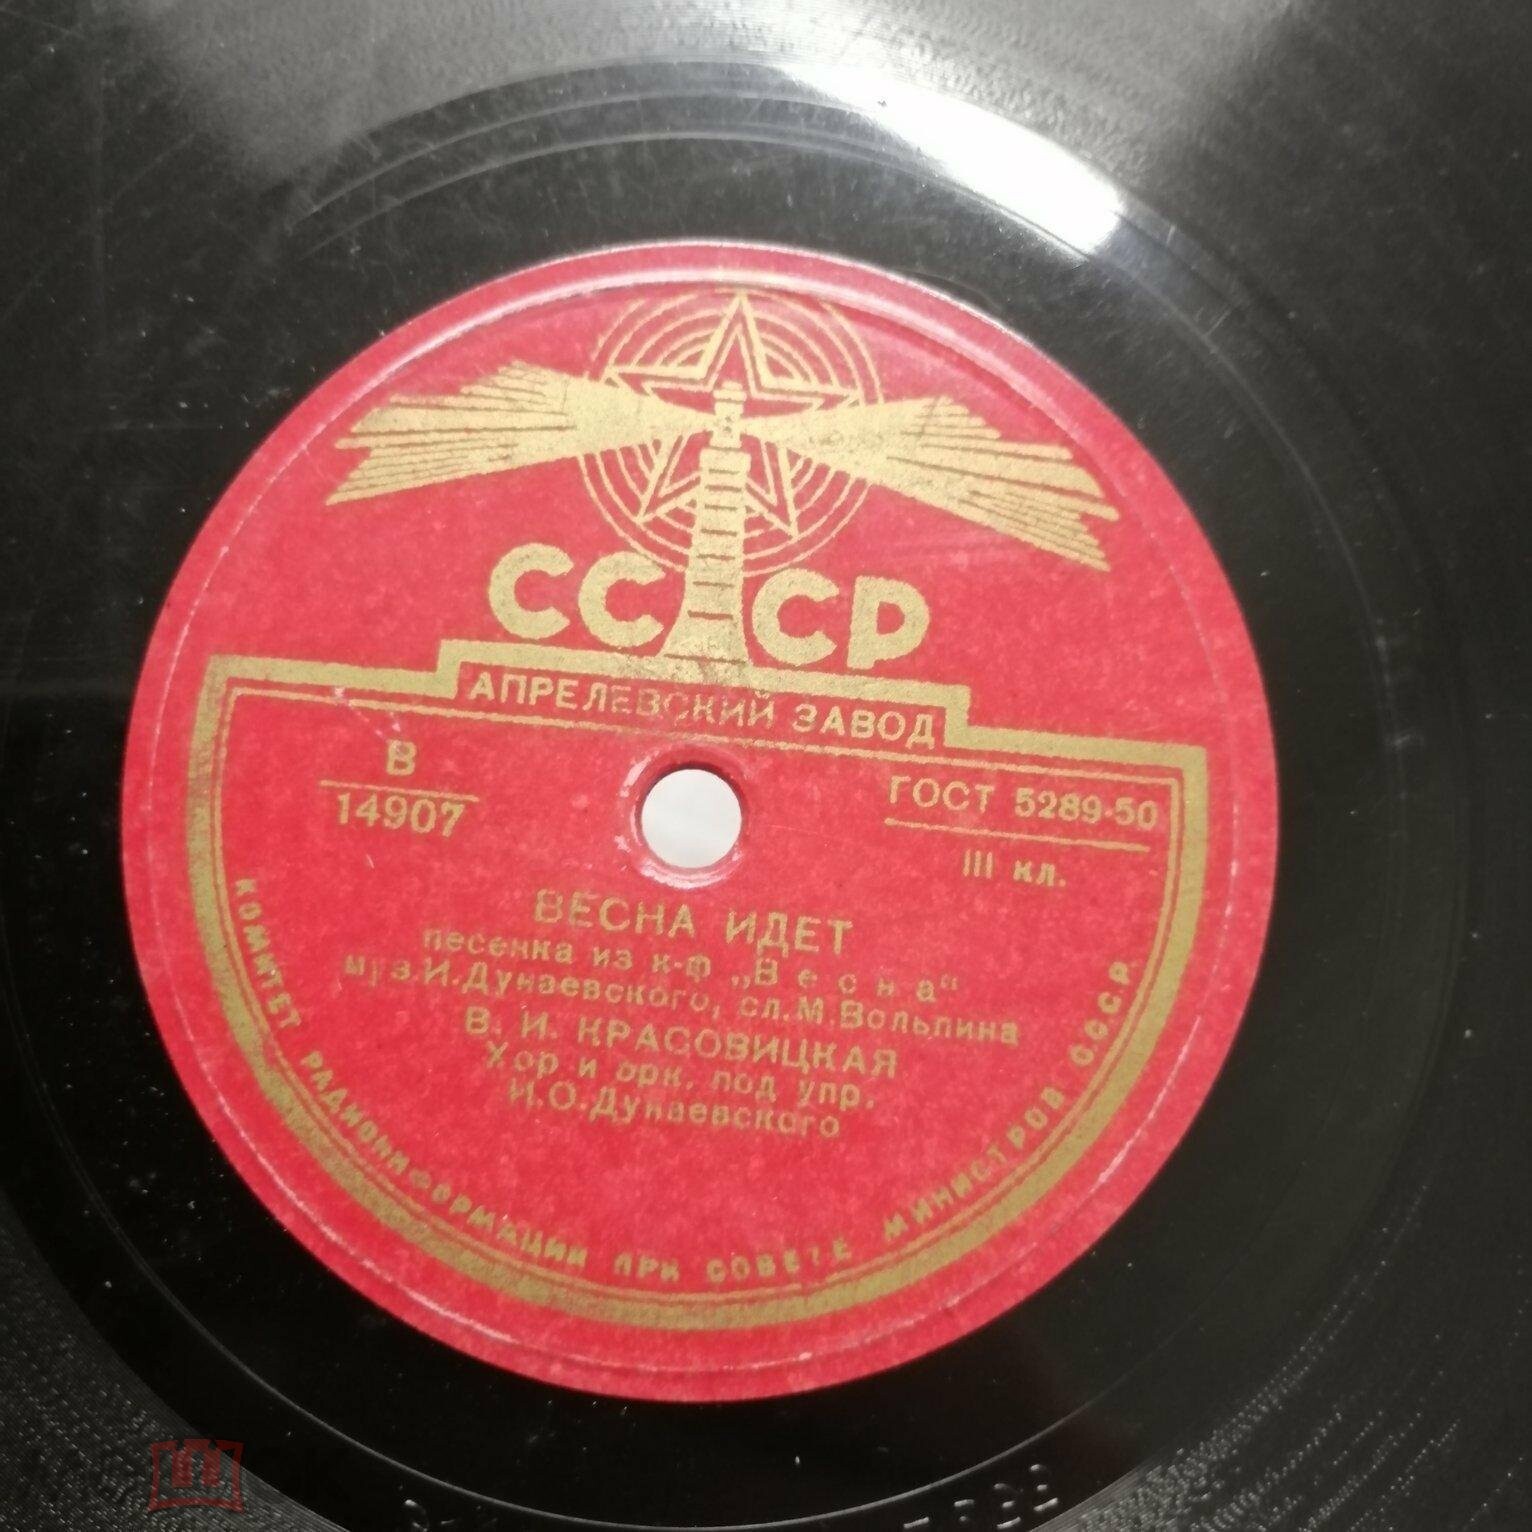 СССР
АПРЕЛЕВСКИЙ ЗАВОД
В
14907
ГОСТ 5289-50
III кл.
ВЕСНА ИДЕТ
песенка из к-ф „Весна“
муз.И.Дунаевского, сл.М.Вольпина
В. И. КРАСОВИЦКАЯ
Хор и орк. под упр.
И.О.Дунаевского
КОМИТЕТ РАДИОИНФОРМАЦИИ ПРИ СОВЕТЕ МИНИСТРОВ С.С.С.Р.